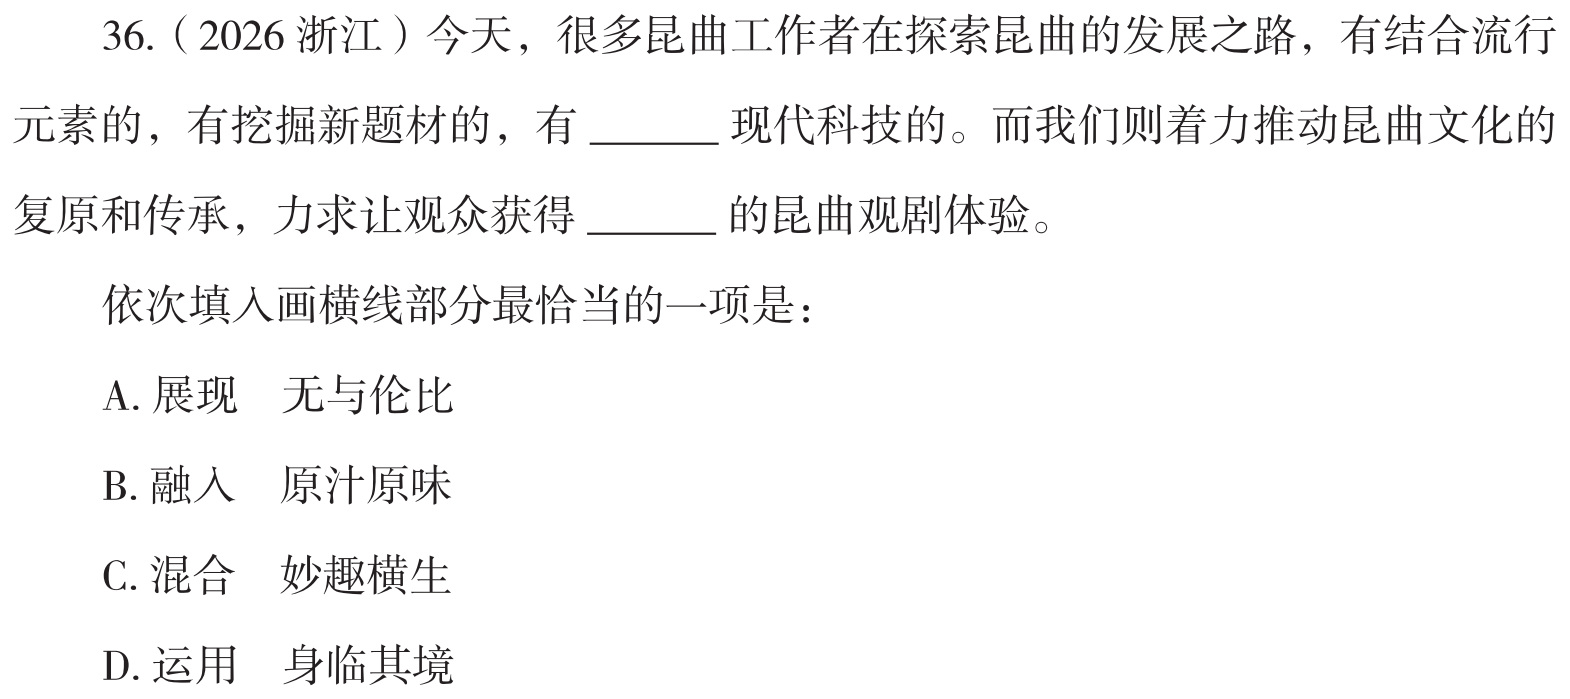 36.（2026 浙江）今天，很多昆曲工作者在探索昆曲的发展之路，有结合流行
元素的，有挖掘新题材的，有 ______ 现代科技的。而我们则着力推动昆曲文化的
复原和传承，力求让观众获得 ______ 的昆曲观剧体验。
依次填入画横线部分最恰当的一项是：
A. 展现　无与伦比
B. 融入　原汁原味
C. 混合　妙趣横生
D. 运用　身临其境